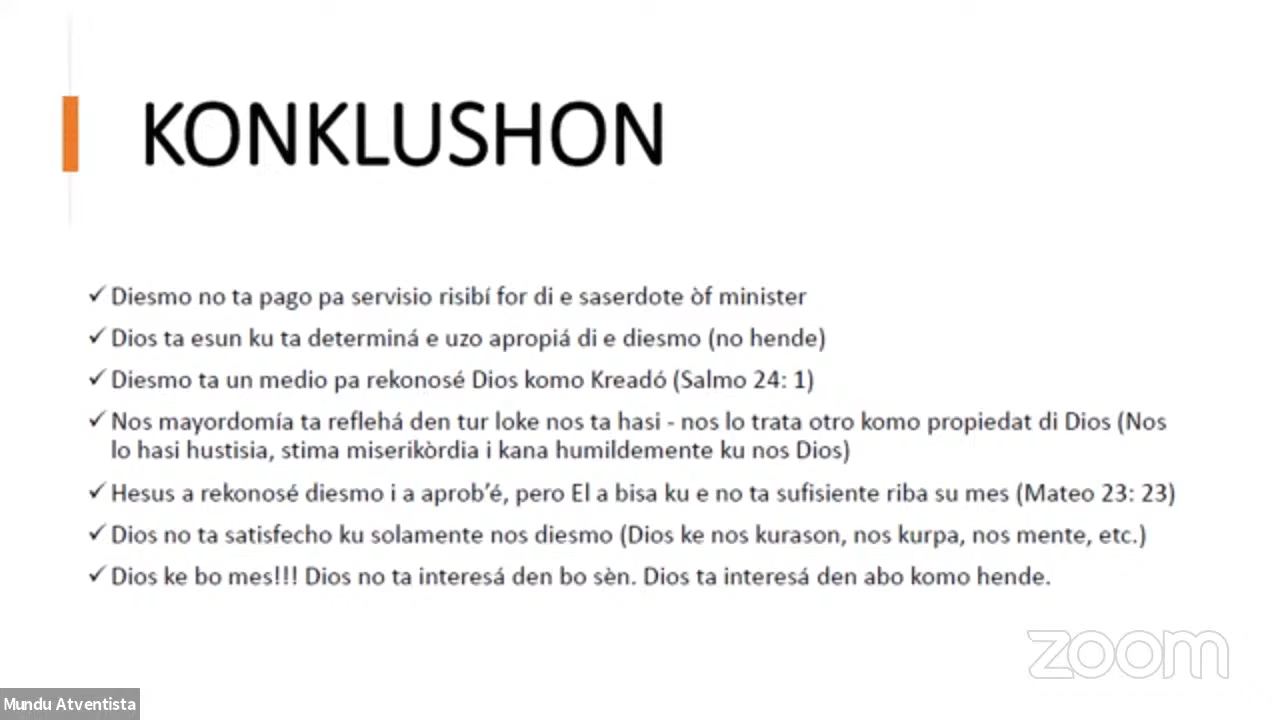 KONKLUSHON
✓ Diesmo no ta pago pa servisio risibí for di e saserdote òf minister
✓ Dios ta esun ku ta determiná e uzo apropiá di e diesmo (no hende)
✓ Diesmo ta un medio pa rekonosé Dios komo Kreadó (Salmo 24: 1)
✓ Nos mayordomía ta reflehá den tur loke nos ta hasi - nos lo trata otro komo propiedat di Dios (Nos
lo hasi hustisia, stima miserikòrdia i kana humildemente ku nos Dios)
✓ Hesus a rekonosé diesmo i a aprob’é, pero El a bisa ku e no ta sufisiente riba su mes (Mateo 23: 23)
✓ Dios no ta satisfecho ku solamente nos diesmo (Dios ke nos kurason, nos kurpa, nos mente, etc.)
✓ Dios ke bo mes!!! Dios no ta interesá den bo sèn. Dios ta interesá den abo komo hende.
zoom
Mundu Atventista